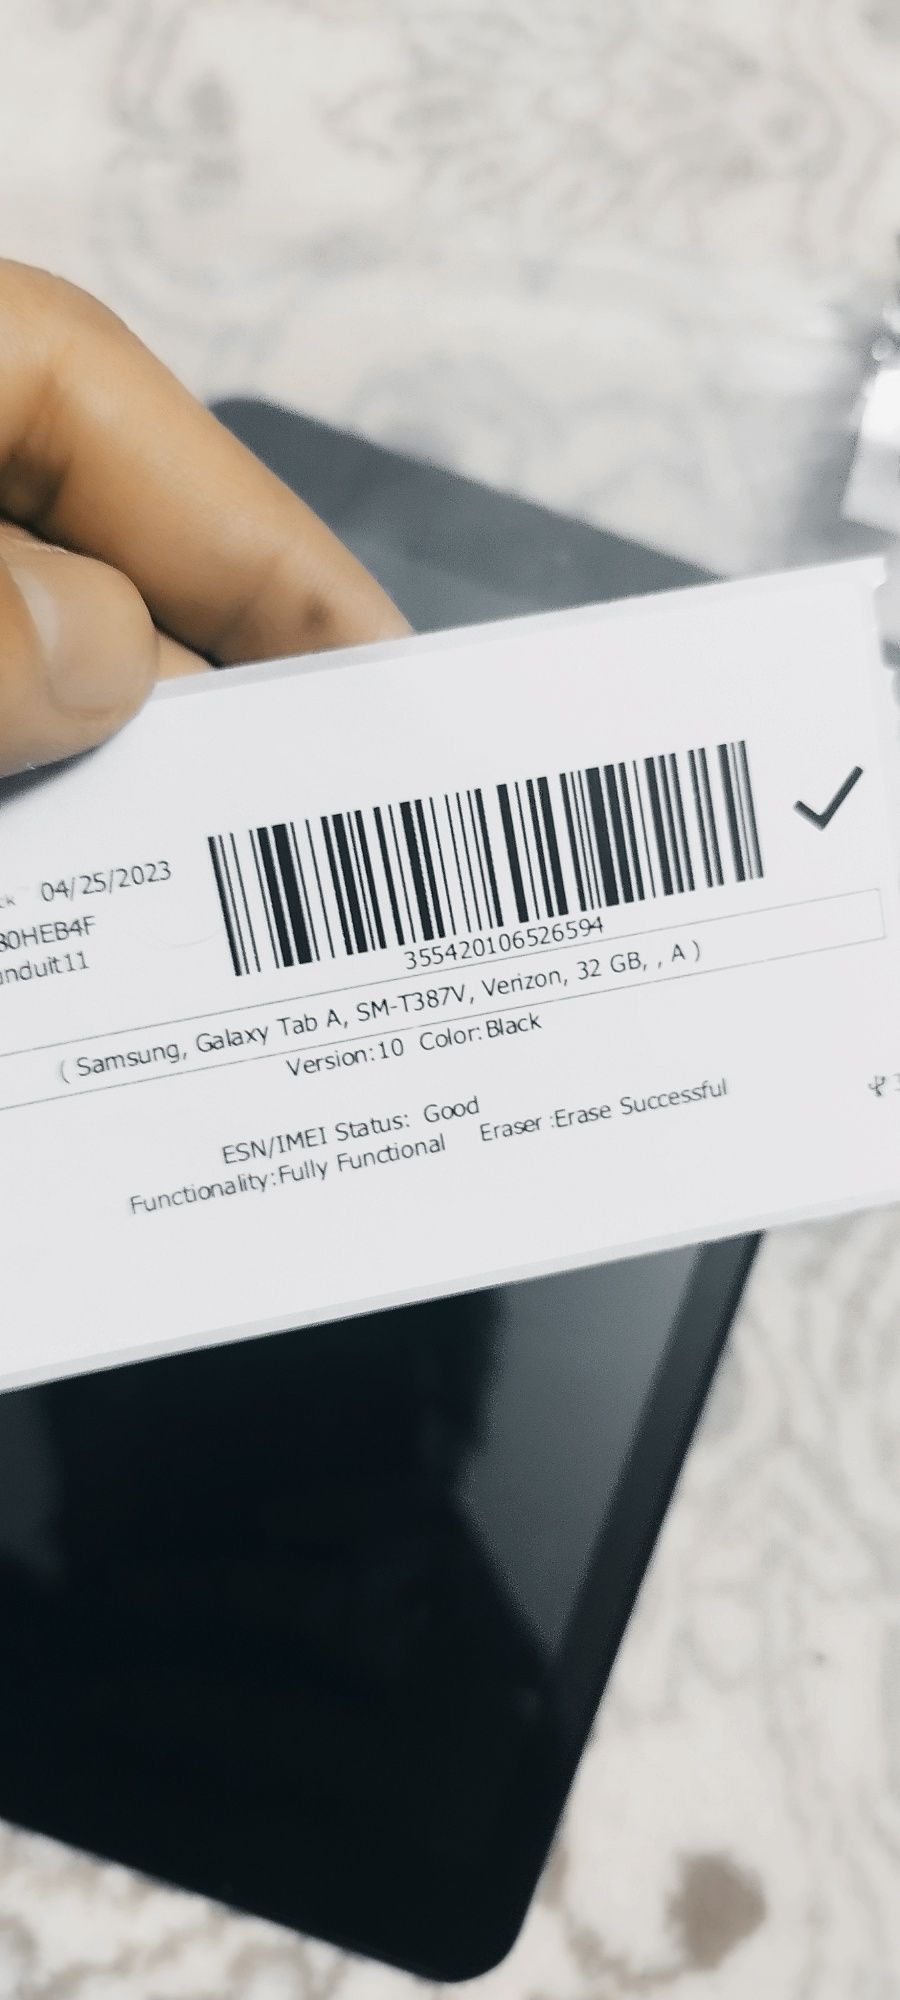 04/25/2023
30HEB4F
nduit11
355420106526594
( Samsung, Galaxy Tab A, SM-T387V, Verizon, 32 GB, , A )
Version:10 Color:Black
ESN/IMEI Status: Good
Functionality:Fully Functional Eraser :Erase Successful